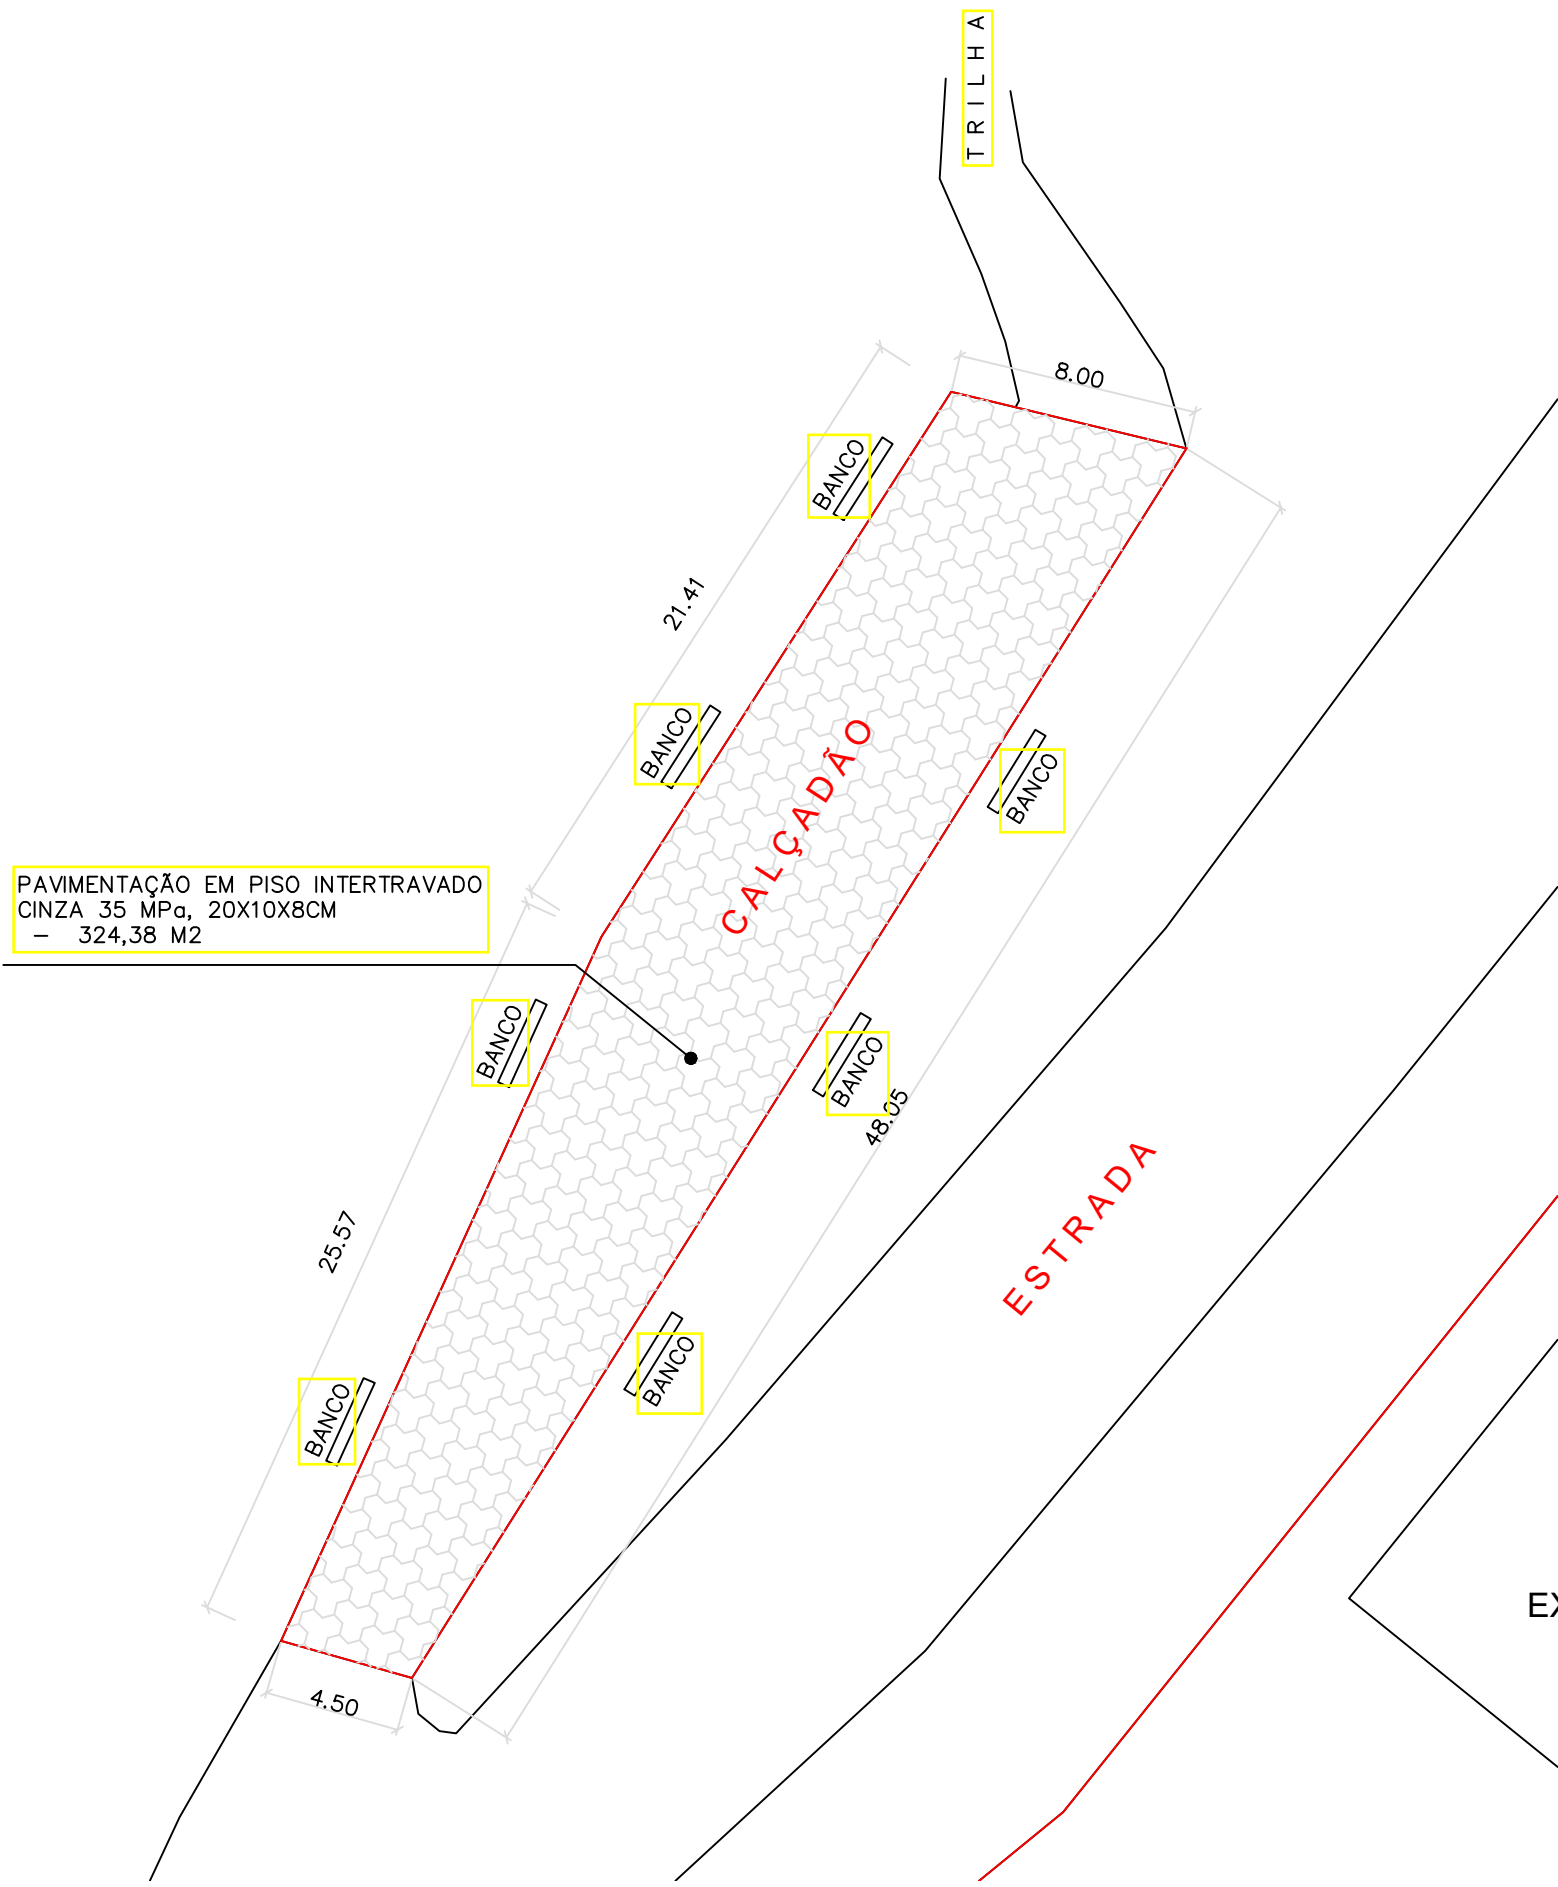 TRILHA
8.00
BANCO
21.41
BANCO
CALÇADÃO
BANCO
PAVIMENTAÇÃO EM PISO INTERTRAVADO
CINZA 35 MPa, 20X10X8CM
- 324,38 M2
BANCO
BANCO
48.05
ESTRADA
25.57
BANCO
BANCO
EX
4.50